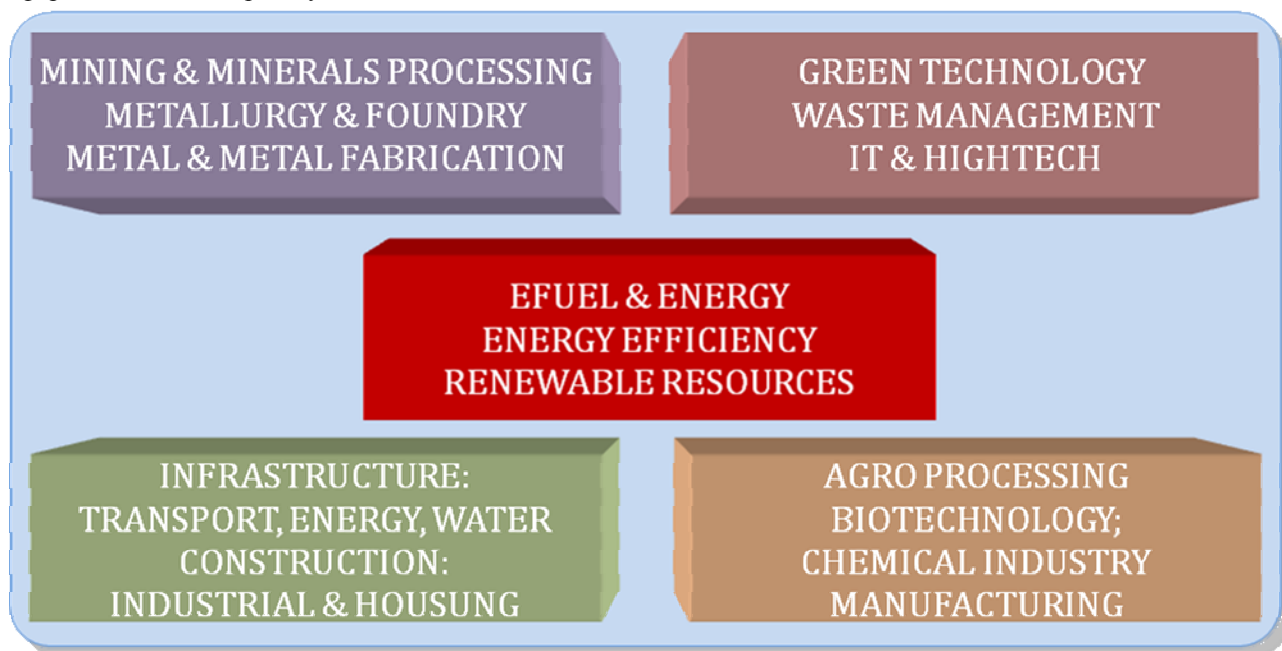 MINING & MINERALS PROCESSING
METALLURGY & FOUNDRY
METAL & METAL FABRICATION
GREEN TECHNOLOGY
WASTE MANAGEMENT
IT & HIGHTECH
EFUEL & ENERGY
ENERGY EFFICIENCY
RENEWABLE RESOURCES
INFRASTRUCTURE:
TRANSPORT, ENERGY, WATER
CONSTRUCTION:
INDUSTRIAL & HOUSUNG
AGRO PROCESSING
BIOTECHNOLOGY;
CHEMICAL INDUSTRY
MANUFACTURING